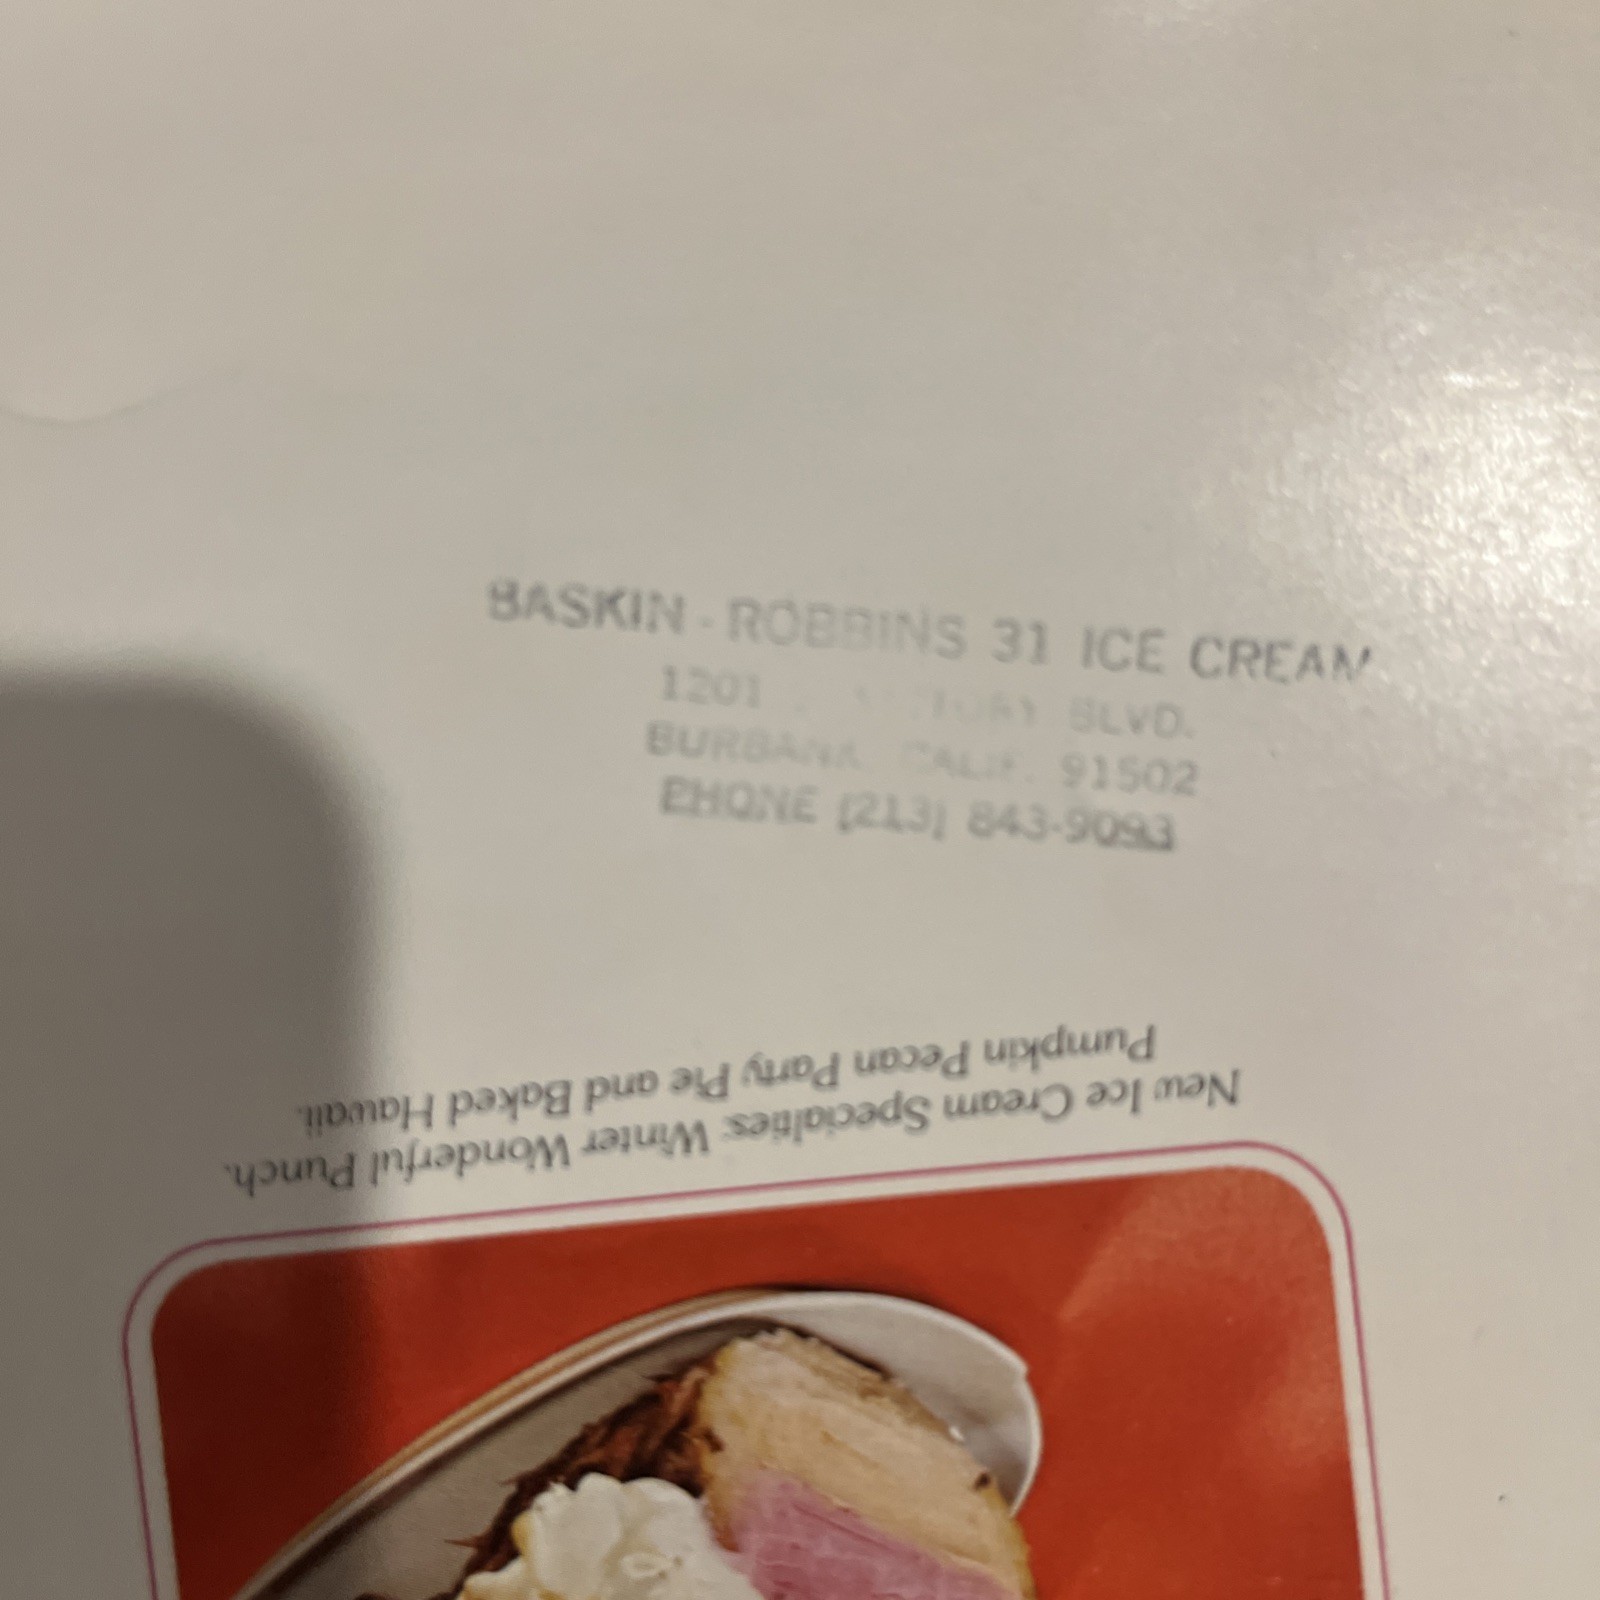 BASKIN-ROBBINS 31 ICE CREAM
1201 BLVD.
BURBANK, CALIF. 91502
PHONE (213) 843-9093
New Ice Cream Specialties: Winter Wonderful Punch.
Pumpkin Pecan Party Pie and Baked Hawaii.